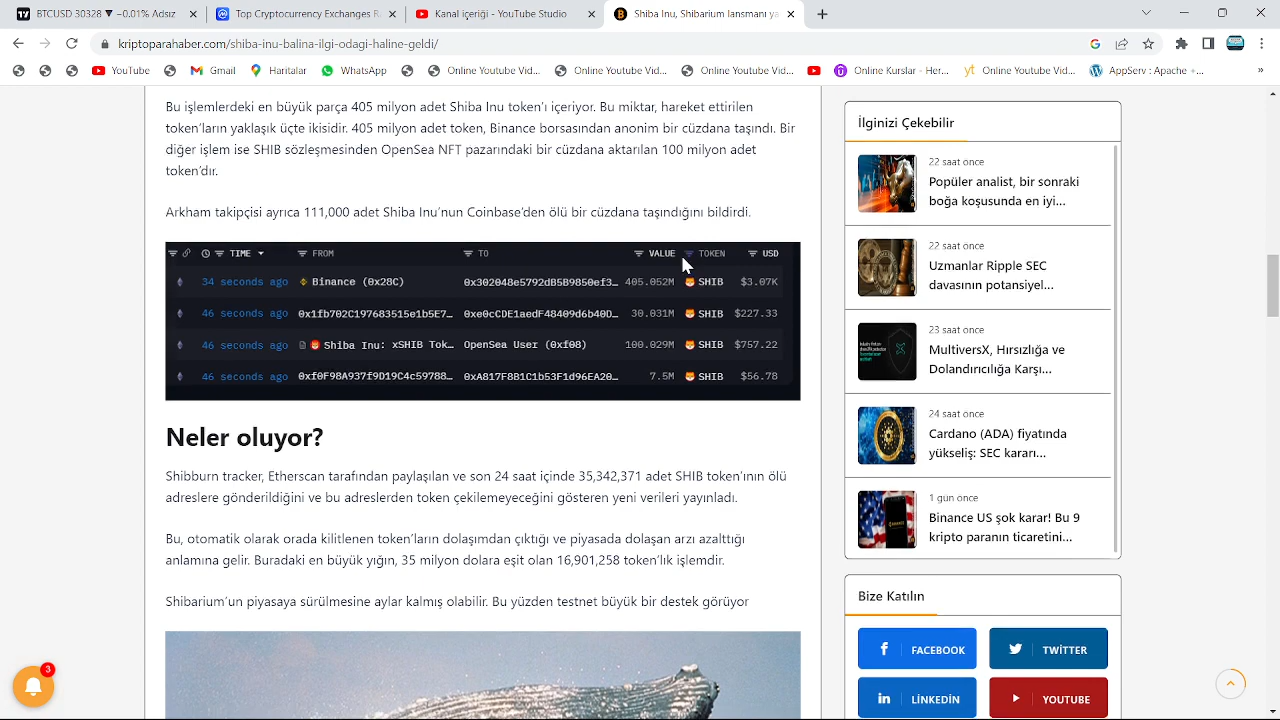 BTCUSD 30328 ▼ −0.01% Adsız
Top Cryptocurrency Exchanges R
Kanal içeriği - YouTube Studio
Shiba Inu, Shibarium lansmanı ya
kriptoparahaber.com/shiba-inu-balina-ilgi-odagi-haline-geldi/
YouTube
Gmail
Haritalar
WhatsApp
Online Youtube Vid...
Online Youtube Vid...
Online Youtube Vid...
Online Kurslar - Her...
Online Youtube Vid...
AppServ : Apache + ...
»
Bu işlemlerdeki en büyük parça 405 milyon adet Shiba Inu token'ı içeriyor. Bu miktar, hareket ettirilen
token'ların yaklaşık üçte ikisidir. 405 milyon adet token, Binance borsasından anonim bir cüzdana taşındı. Bir
diğer işlem ise SHIB sözleşmesinden OpenSea NFT pazarındaki bir cüzdana aktarılan 100 milyon adet
token'dır.
Arkham takipçisi ayrıca 111,000 adet Shiba Inu'nun Coinbase'den ölü bir cüzdana taşındığını bildirdi.
TIME FROM TO VALUE TOKEN USD
34 seconds ago Binance (0x28C) 0x302048e5792dB5B9850ef3… 405.052M SHIB $3.07K
46 seconds ago 0x1fb702C197683515e1b5E7… 0xe0cCDE1aedF48409d6b40D… 30.031M SHIB $227.33
46 seconds ago Shiba Inu: xSHIB Tok… OpenSea User (0xf08) 100.029M SHIB $757.22
46 seconds ago 0xf0F98A937f9D19C4c59788… 0xA817F8B1C1b53F1d96EA20… 7.5M SHIB $56.78
Neler oluyor?
Shibburn tracker, Etherscan tarafından paylaşılan ve son 24 saat içinde 35,342,371 adet SHIB token'ının ölü
adreslere gönderildiğini ve bu adreslerden token çekilemeyeceğini gösteren yeni verileri yayınladı.
Bu, otomatik olarak orada kilitlenen token'ların dolaşımdan çıktığı ve piyasada dolaşan arzı azalttığı
anlamına gelir. Buradaki en büyük yığın, 35 milyon dolara eşit olan 16,901,258 token'lık işlemdir.
Shibarium'un piyasaya sürülmesine aylar kalmış olabilir. Bu yüzden testnet büyük bir destek görüyor
3
İlginizi Çekebilir
22 saat önce
Popüler analist, bir sonraki
boğa koşusunda en iyi...
22 saat önce
Uzmanlar Ripple SEC
davasının potansiyel...
23 saat önce
MultiversX, Hırsızlığa ve
Dolandırıcılığa Karşı...
24 saat önce
Cardano (ADA) fiyatında
yükseliş: SEC kararı...
1 gün önce
Binance US şok karar! Bu 9
kripto paranın ticaretini...
Bize Katılın
FACEBOOK
TWİTTER
LİNKEDİN
YOUTUBE